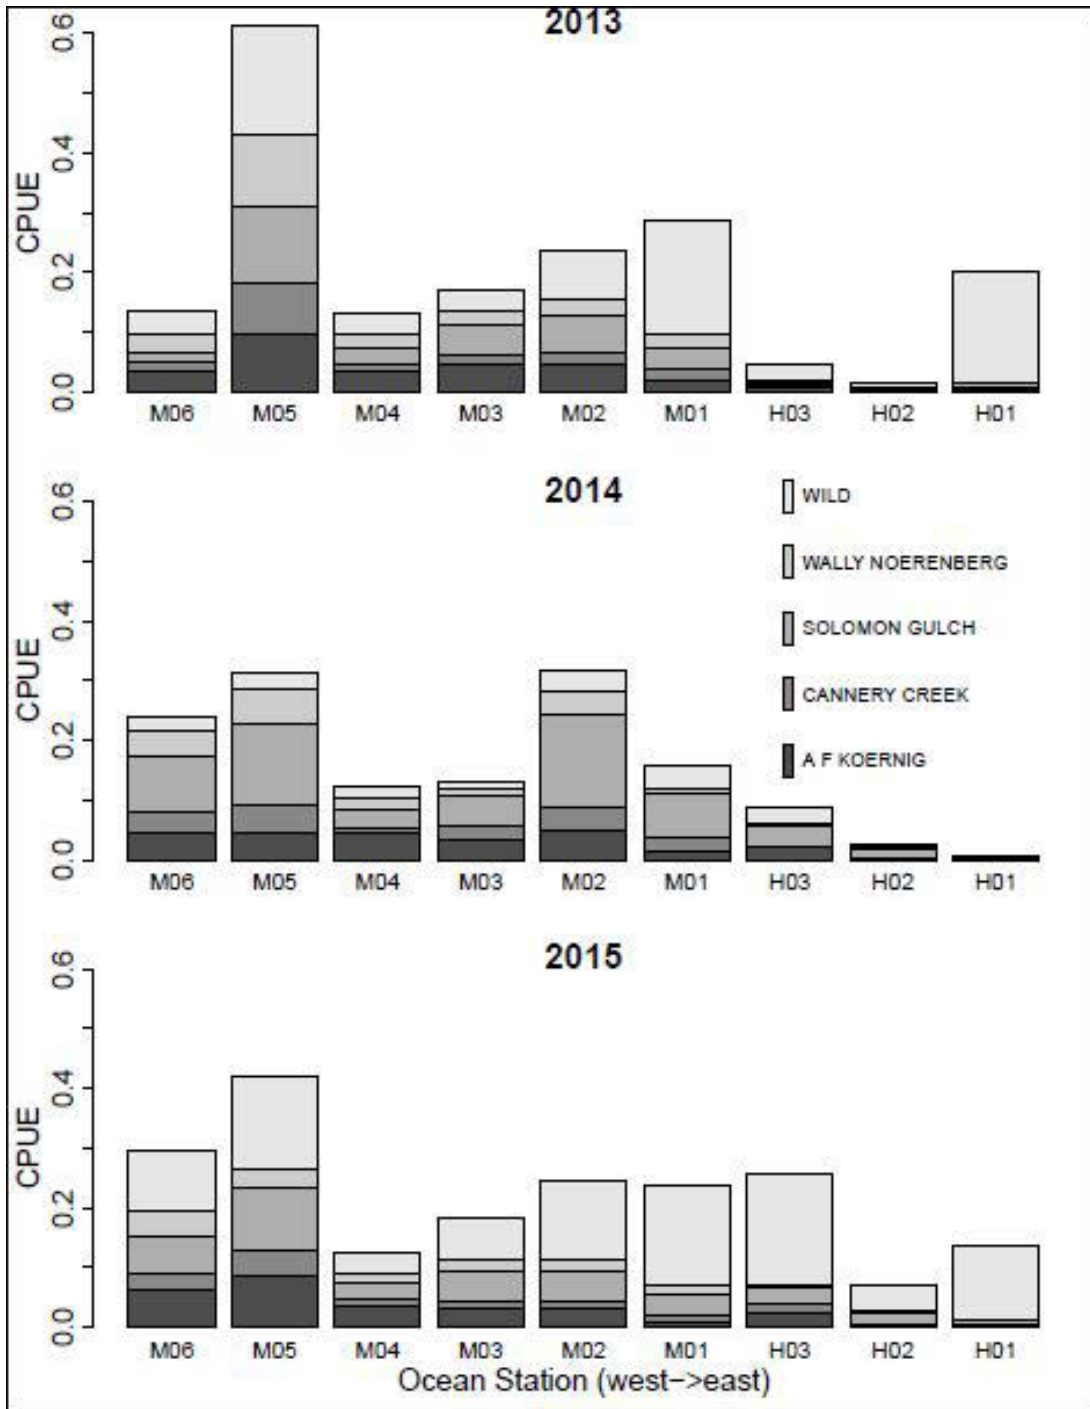 2013
0.6
0.4
CPUE
0.2
0.0
M06 M05 M04 M03 M02 M01 H03 H02 H01
2014
0.6
WILD
WALLY NOERENBERG
0.4
SOLOMON GULCH
CPUE
CANNERY CREEK
0.2
A F KOERNIG
0.0
M06 M05 M04 M03 M02 M01 H03 H02 H01
2015
0.6
0.4
CPUE
0.2
0.0
M06 M05 M04 M03 M02 M01 H03 H02 H01
Ocean Station (west->east)